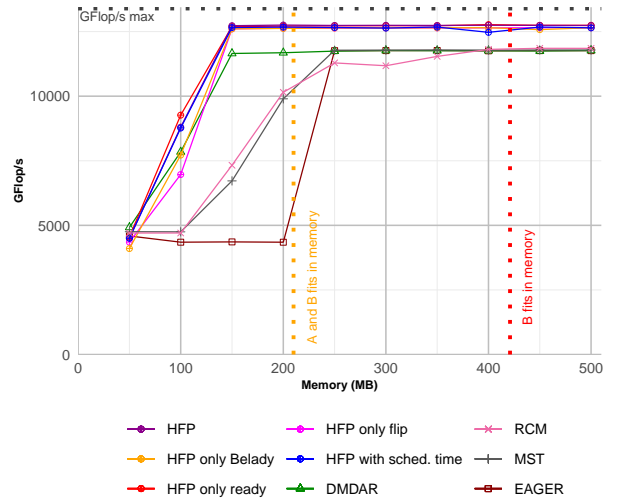 GFlop/s max
10000
5000
0
GFlop/s
A and B fits in memory
B fits in memory
0 100 200 300 400 500
Memory (MB)
HFP HFP only flip RCM
HFP only Belady HFP with sched. time MST
HFP only ready DMDAR EAGER